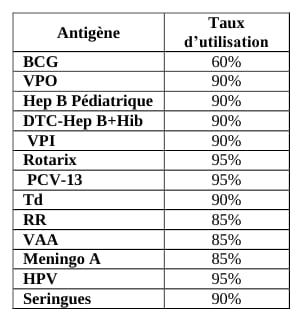 Antigène Taux d’utilisation
BCG 60%
VPO 90%
Hep B Pédiatrique 90%
DTC-Hep B+Hib 90%
VPI 90%
Rotarix 95%
PCV-13 95%
Td 90%
RR 85%
VAA 85%
Meningo A 85%
HPV 95%
Seringues 90%